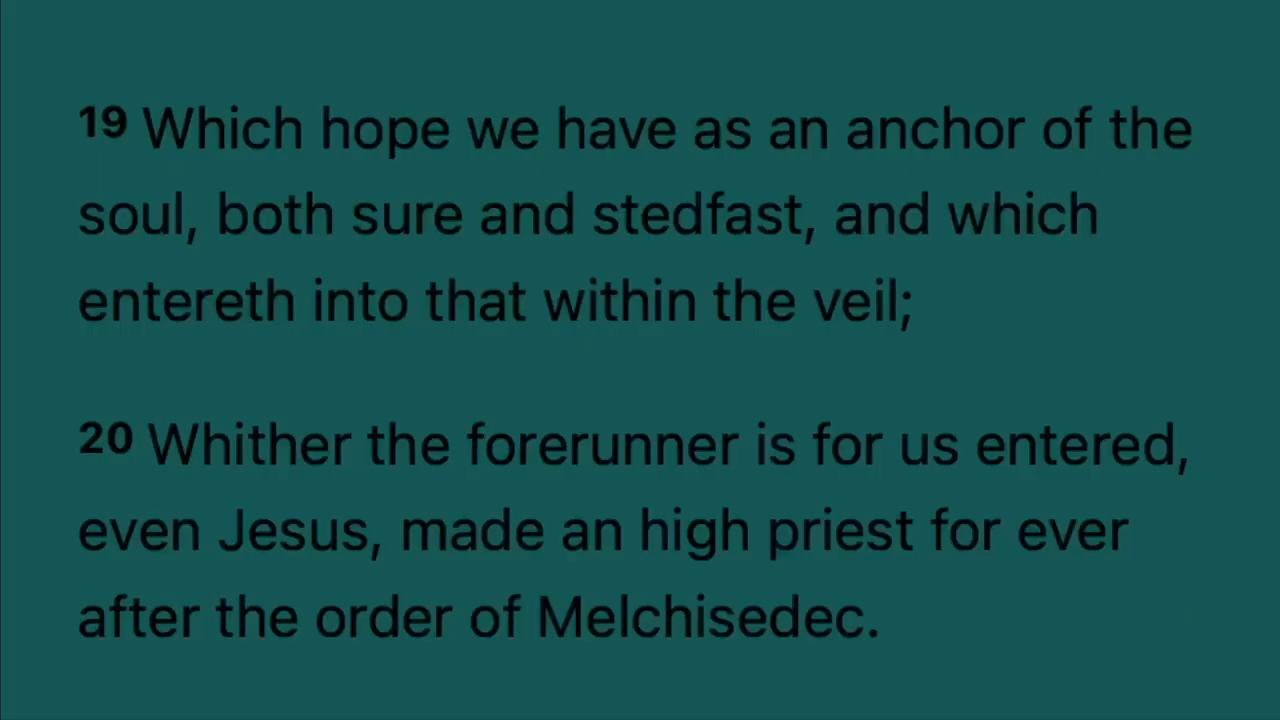 19 Which hope we have as an anchor of the
soul, both sure and stedfast, and which
entereth into that within the veil;
20 Whither the forerunner is for us entered,
even Jesus, made an high priest for ever
after the order of Melchisedec.